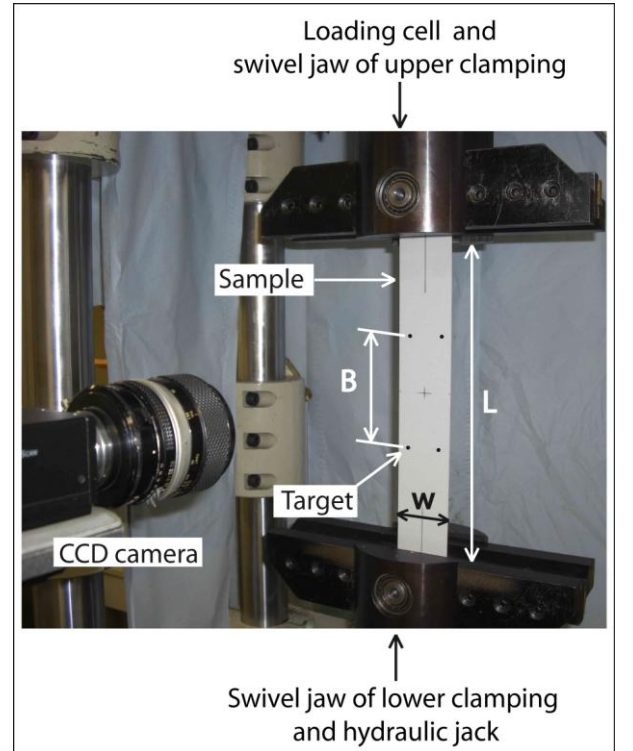 Loading cell and
swivel jaw of upper clamping
Sample
B
L
Target
W
CCD camera
Swivel jaw of lower clamping
and hydraulic jack